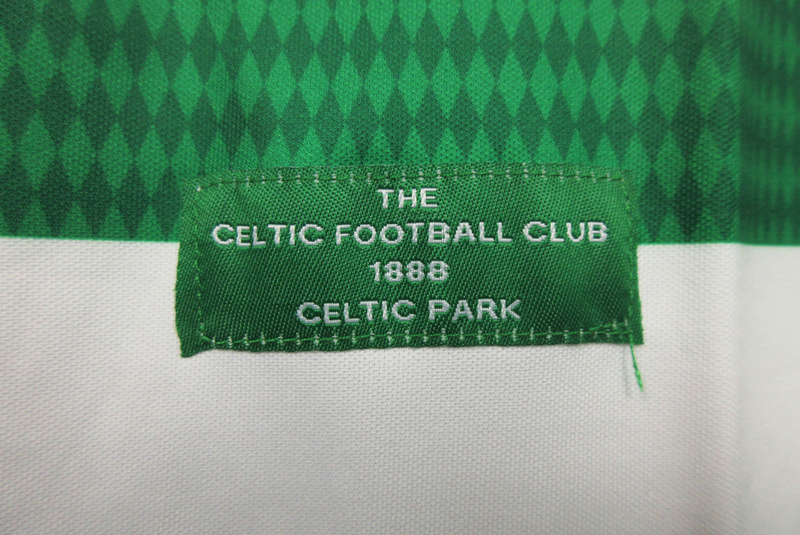 THE
CELTIC FOOTBALL CLUB
1888
CELTIC PARK